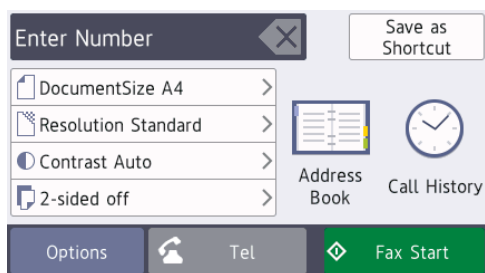 Enter Number
Save as
Shortcut
DocumentSize A4
Resolution Standard
Contrast Auto
2-sided off
Address
Book
Call History
Options
Tel
Fax Start